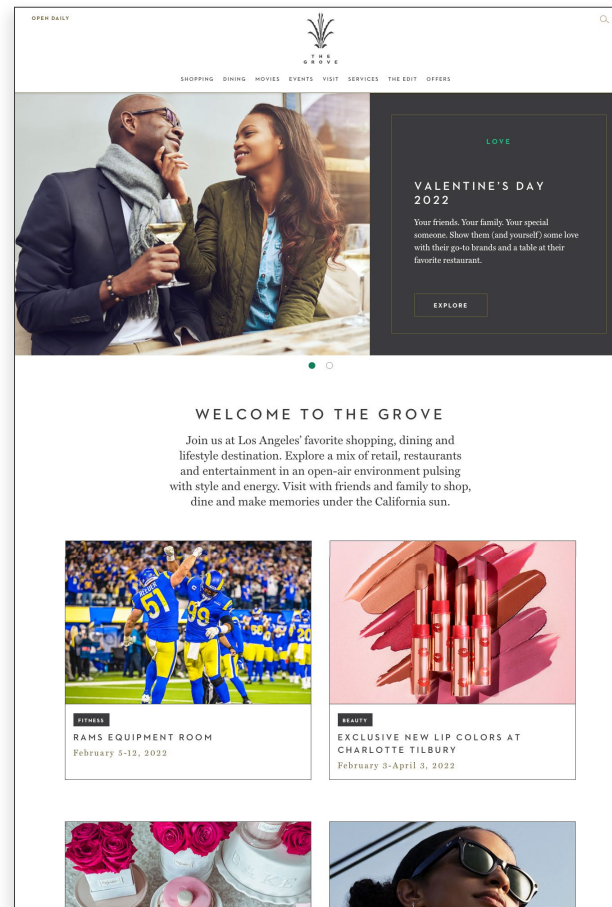 OPEN DAILY
THE
GROVE
SHOPPING DINING MOVIES EVENTS VISIT SERVICES THE EDIT OFFERS
LOVE
VALENTINE'S DAY
2022
Your friends. Your family. Your special
someone. Show them (and yourself) some love
with their go-to brands and a table at their
favorite restaurant.
EXPLORE
WELCOME TO THE GROVE
Join us at Los Angeles' favorite shopping, dining and
lifestyle destination. Explore a mix of retail, restaurants
and entertainment in an open-air environment pulsing
with style and energy. Visit with friends and family to shop,
dine and make memories under the California sun.
51
99
FITNESS
RAMS EQUIPMENT ROOM
February 5-12, 2022
BEAUTY
EXCLUSIVE NEW LIP COLORS AT
CHARLOTTE TILBURY
February 3-April 3, 2022